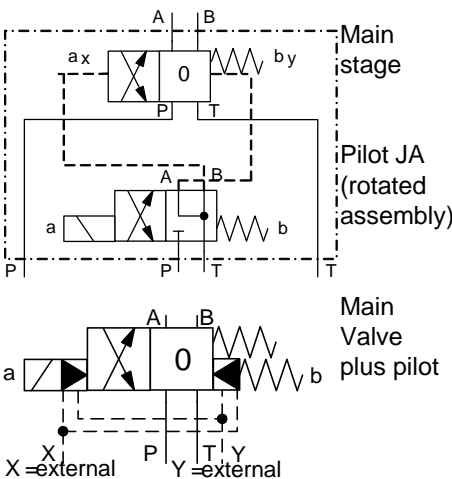 A B
Main
stage
a x
0
b y
P T
Pilot JA
(rotated
assembly)
A B
a
b
P
P T
T
Main
Valve
plus pilot
A B
0
a
b
X P T Y
X =external Y =external